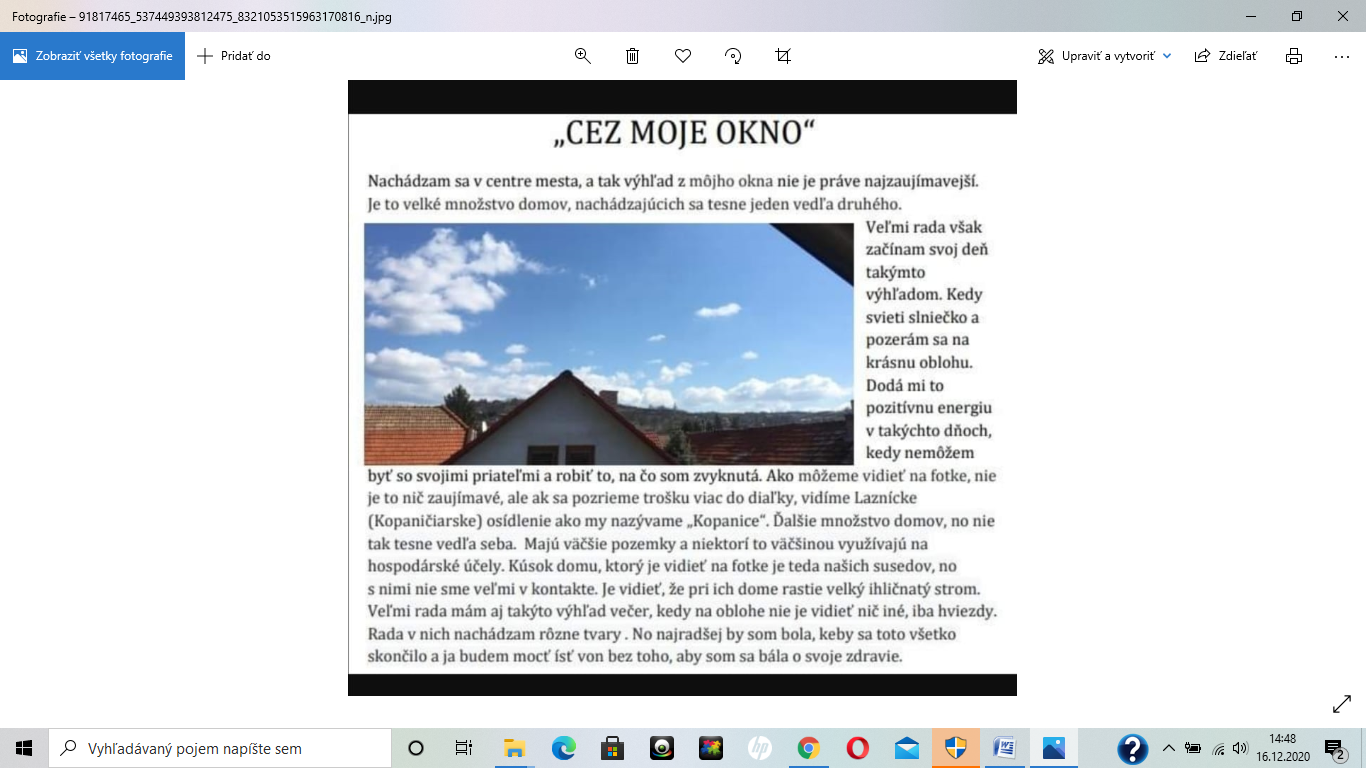 Fotografie – 91817465_537449393812475_8321053515963170816_n.jpg
Zobraziť všetky fotografie
Pridať do
Upraviť a vytvoriť
Zdieľať
„CEZ MOJE OKNO“
Nachádzam sa v centre mesta, a tak výhľad z môjho okna nie je práve najzaujímavejší.
Je to velké množstvo domov, nachádzajúcich sa tesne jeden vedľa druhého.
Veľmi rada však
začínam svoj deň
takýmto
výhľadom. Kedy
svieti slniečko a
pozerám sa na
krásnu oblohu.
Dodá mi to
pozitívnu energiu
v takýchto dňoch,
kedy nemôžem
byť so svojimi priateľmi a robiť to, na čo som zvyknutá. Ako môžeme vidieť na fotke, nie
je to nič zaujímavé, ale ak sa pozrieme trošku viac do diaľky, vidíme Laznícke
(Kopaničiarske) osídlenie ako my nazývame „Kopanice“. Ďalšie množstvo domov, no nie
tak tesne vedľa seba. Majú väčšie pozemky a niektorí to väčšinou využívajú na
hospodárské účely. Kúsok domu, ktorý je vidieť na fotke je teda našich susedov, no
s nimi nie sme veľmi v kontakte. Je vidieť, že pri ich dome rastie velký ihličnatý strom.
Veľmi rada mám aj takýto výhľad večer, kedy na oblohe nie je vidieť nič iné, iba hviezdy.
Rada v nich nachádzam rôzne tvary . No najradšej by som bola, keby sa toto všetko
skončilo a ja budem mocť ísť von bez toho, aby som sa bála o svoje zdravie.
Vyhľadávaný pojem napíšte sem
hp
14:48
16.12.2020
2